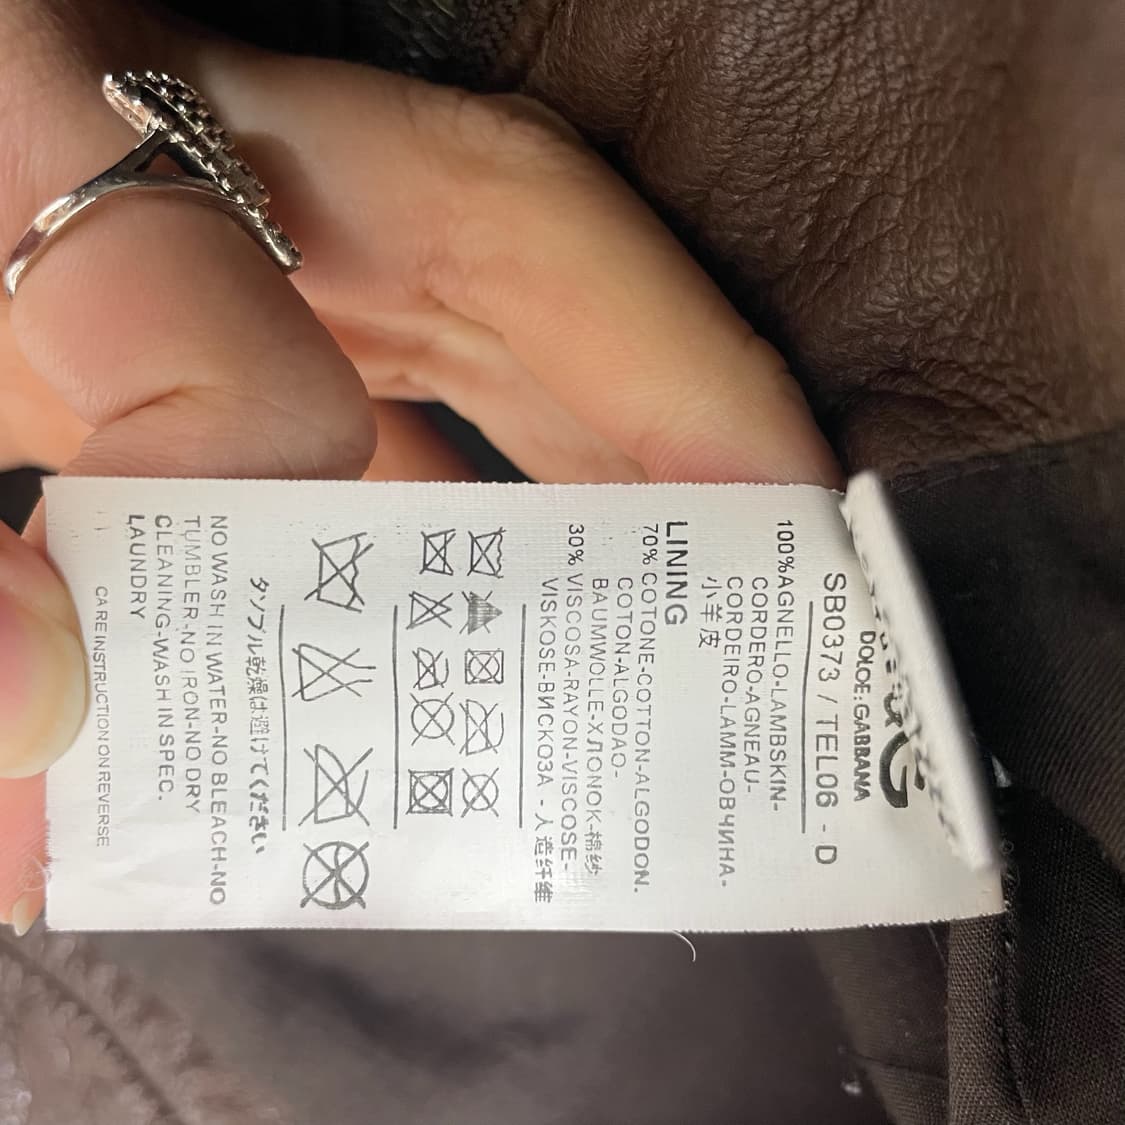 DOLCE & GABBANA
SB0373 / TEL06 - D
100% AGNELLO-LAMBSKIN-
CORDERO-AGNEAU-
CORDEIRO-LAMM-ОВЧИНА-
小羊皮
LINING
70% COTONE-COTTON-ALGODON-
COTON-ALGODAO-
BAUMWOLLE-ХЛОПОК-棉纱
30% VISCOSA-RAYON-VISCOSE-
VISKOSE-ВИСКОЗА - 人造纤维
タンブル乾燥は避けてください
NO WASH IN WATER-NO BLEACH-NO
TUMBLER-NO IRON-NO DRY
CLEANING-WASH IN SPEC.
LAUNDRY
CARE INSTRUCTION ON REVERSE